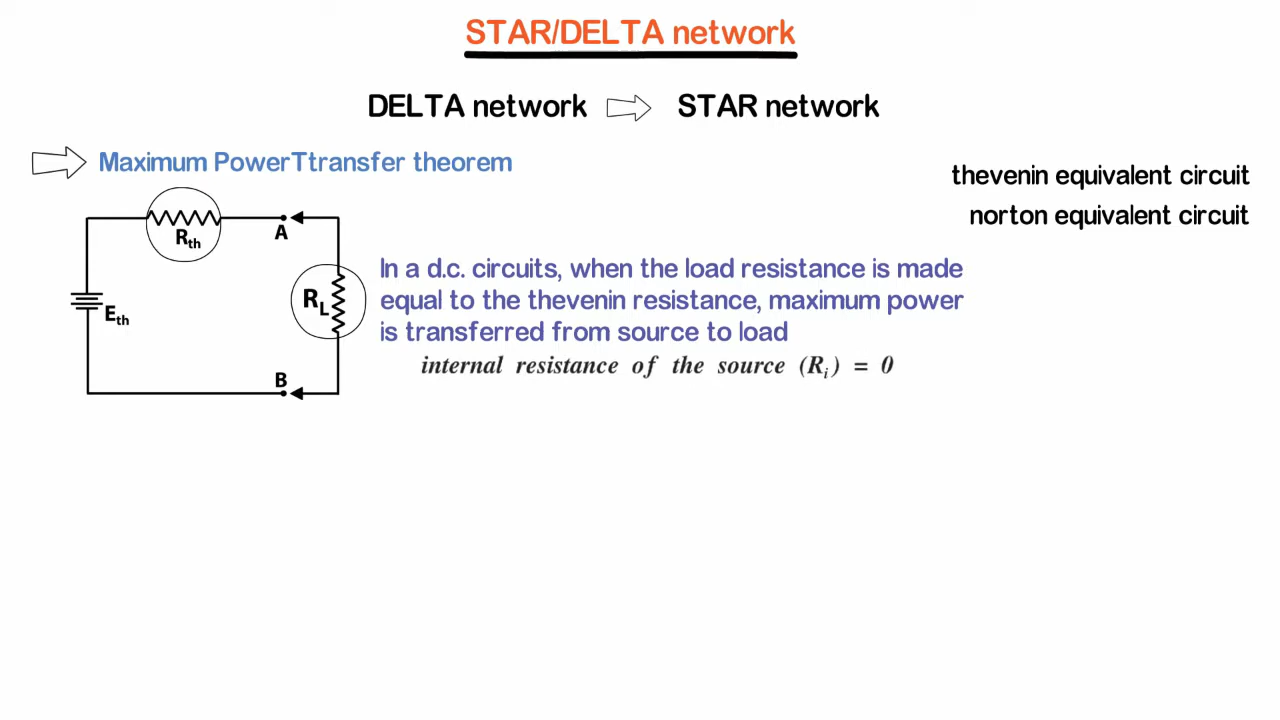 STAR/DELTA network
DELTA network STAR network
Maximum PowerTtransfer theorem
thevenin equivalent circuit
norton equivalent circuit
Rth
A
In a d.c. circuits, when the load resistance is made
equal to the thevenin resistance, maximum power
is transferred from source to load
RL
Eth
internal resistance of the source (Ri) = 0
B